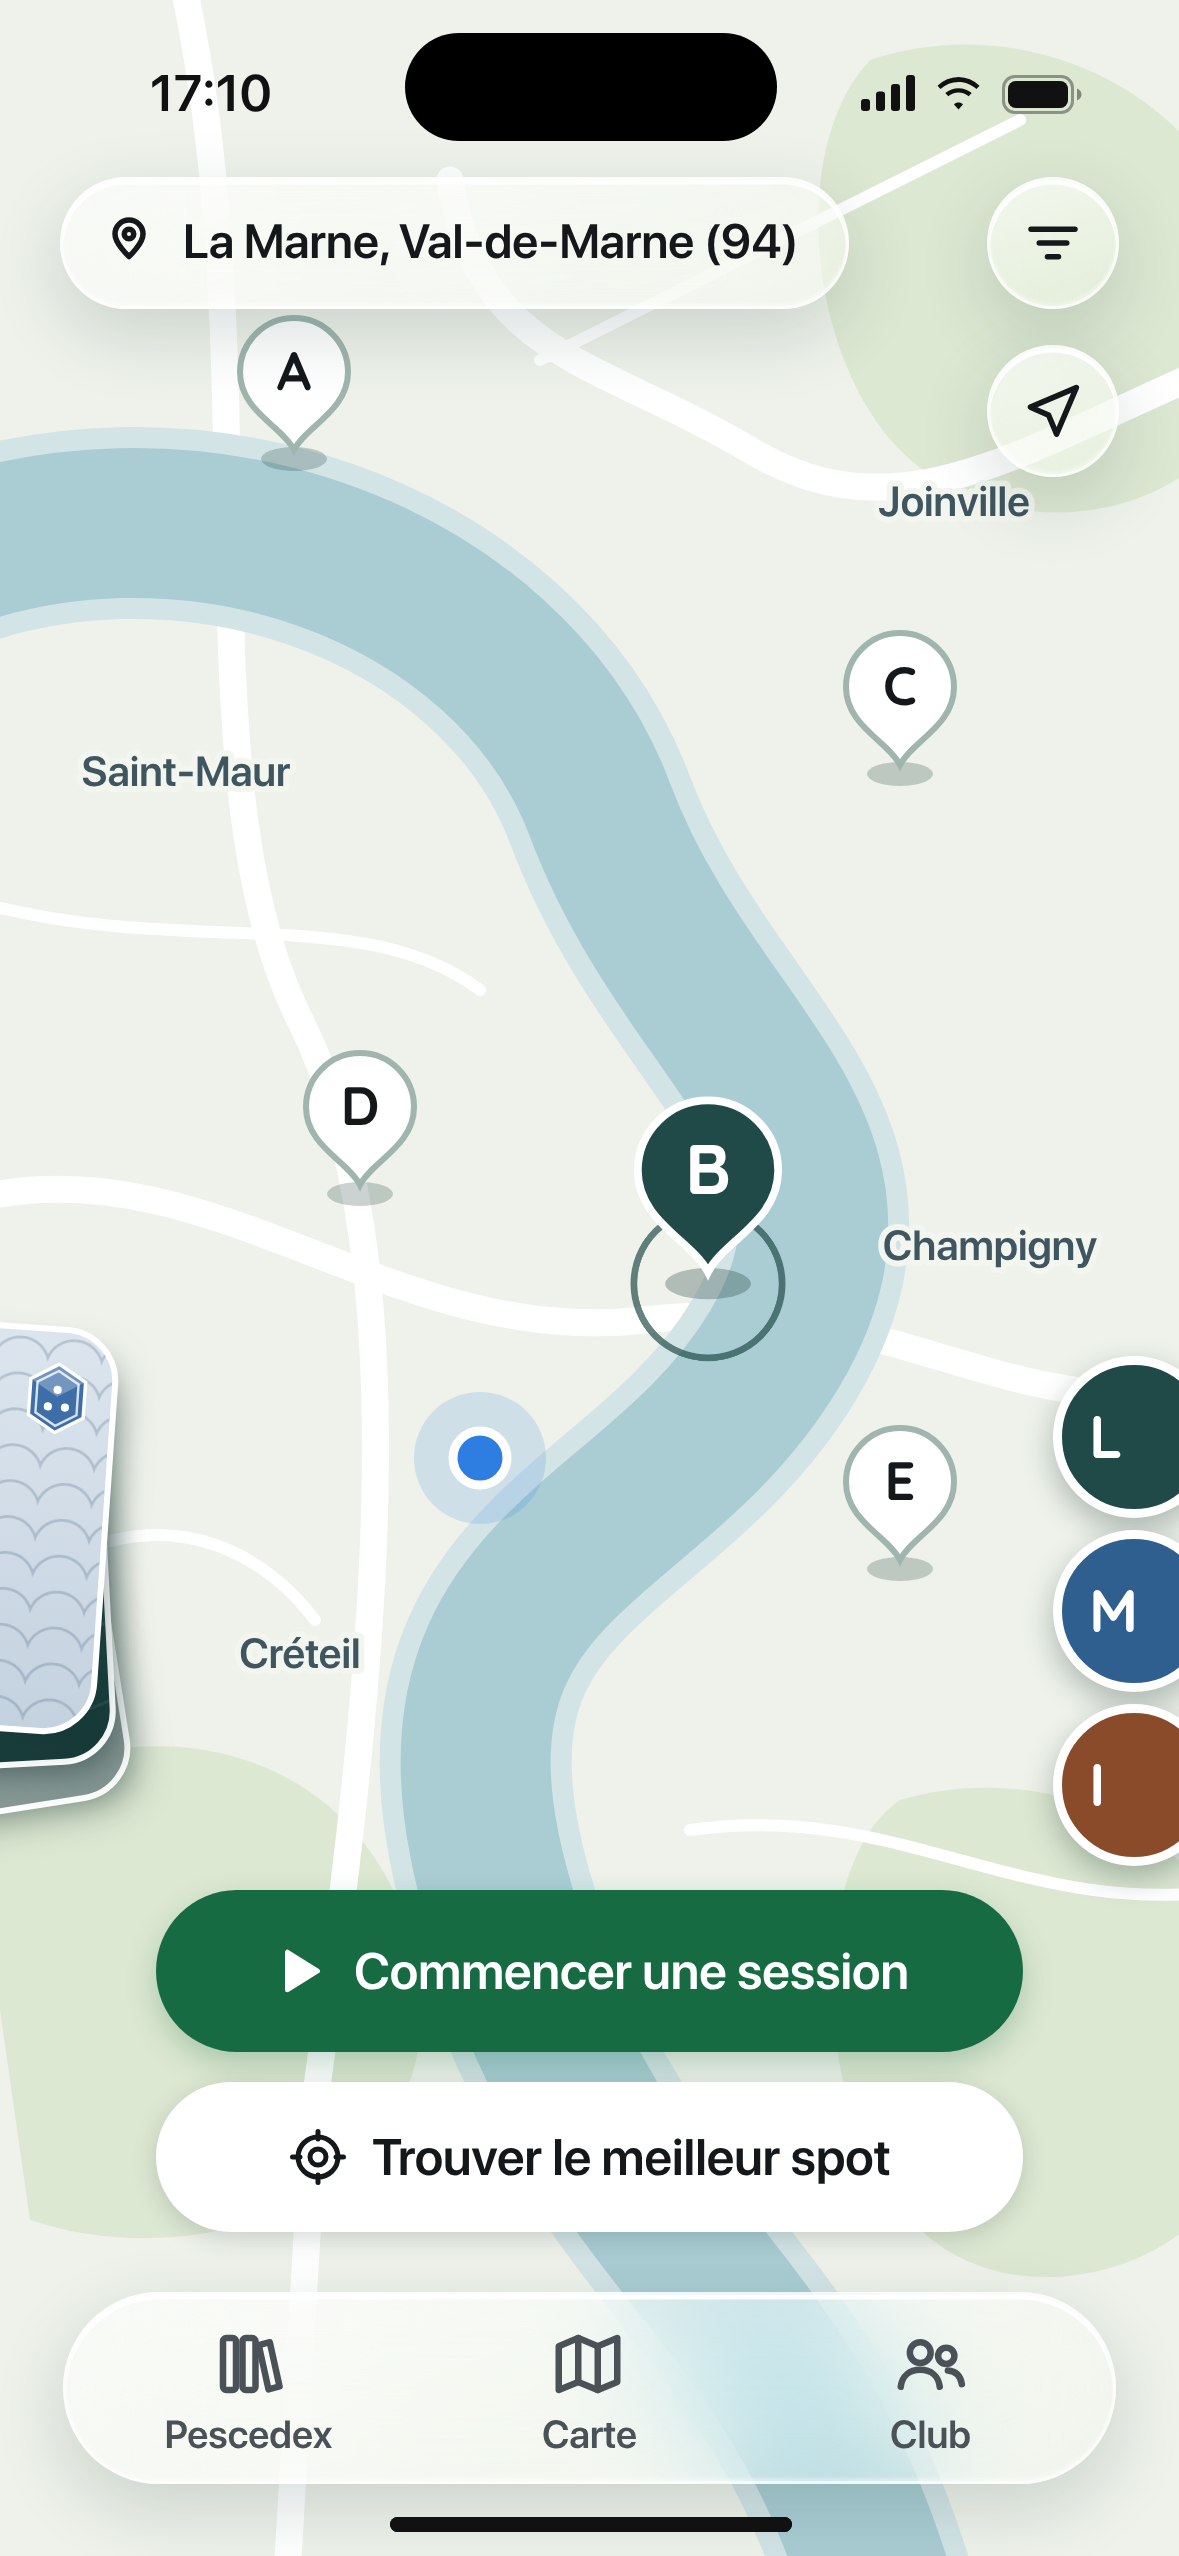 17:10
La Marne, Val-de-Marne (94)
A
Joinville
C
Saint-Maur
D
B
Champigny
L
E
M
Créteil
I
Commencer une session
Trouver le meilleur spot
Pescedex
Carte
Club